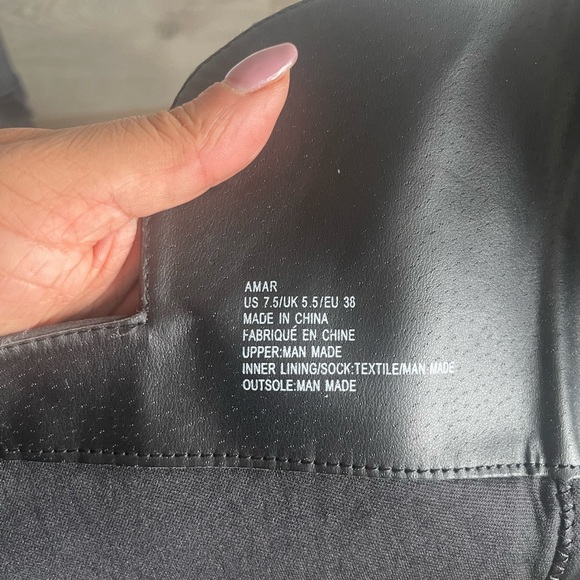 AMAR
US 7.5/UK 5.5/EU 38
MADE IN CHINA
FABRIQUÉ EN CHINE
UPPER:MAN MADE
INNER LINING/SOCK:TEXTILE/MAN MADE
OUTSOLE:MAN MADE